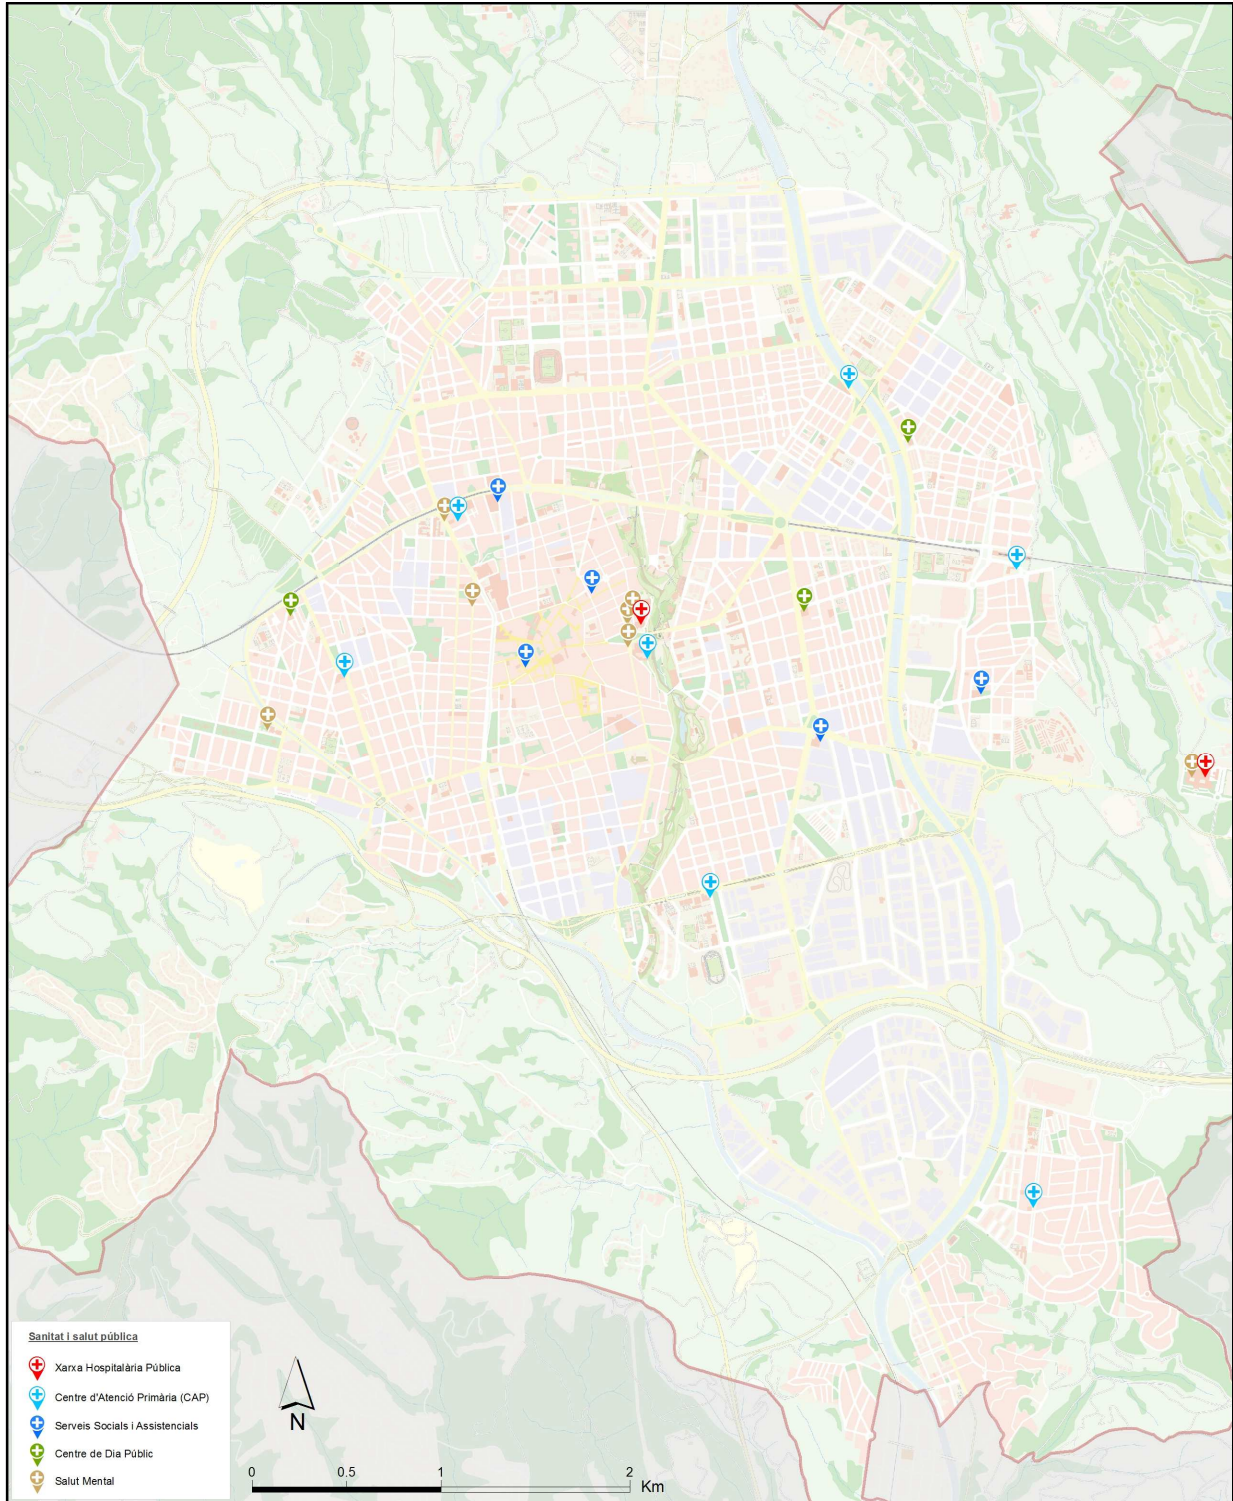 Sanitat i salut pública
Xarxa Hospitalària Pública
Centre d'Atenció Primària (CAP)
Serveis Socials i Assistencials
Centre de Dia Públic
Salut Mental
N
0 0.5 1 2
Km